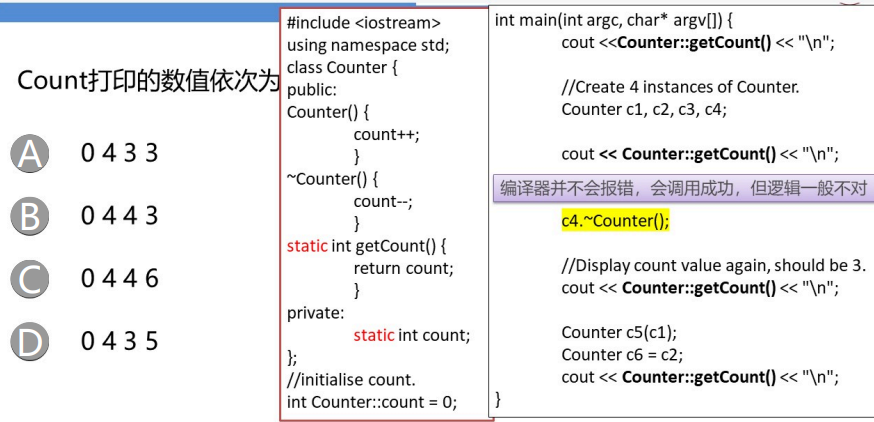 Count打印的数值依次为
A 0 4 3 3
B 0 4 4 3
C 0 4 4 6
D 0 4 3 5
#include <iostream>
using namespace std;
class Counter {
public:
Counter() {
count++;
}
~Counter() {
count--;
}
static int getCount() {
return count;
}
private:
static int count;
};
//initialise count.
int Counter::count = 0;
int main(int argc, char* argv[]) {
cout <<Counter::getCount() << "\n";
//Create 4 instances of Counter.
Counter c1, c2, c3, c4;
cout << Counter::getCount() << "\n";
编译器并不会报错，会调用成功，但逻辑一般不对
c4.~Counter();
//Display count value again, should be 3.
cout << Counter::getCount() << "\n";
Counter c5(c1);
Counter c6 = c2;
cout << Counter::getCount() << "\n";
}